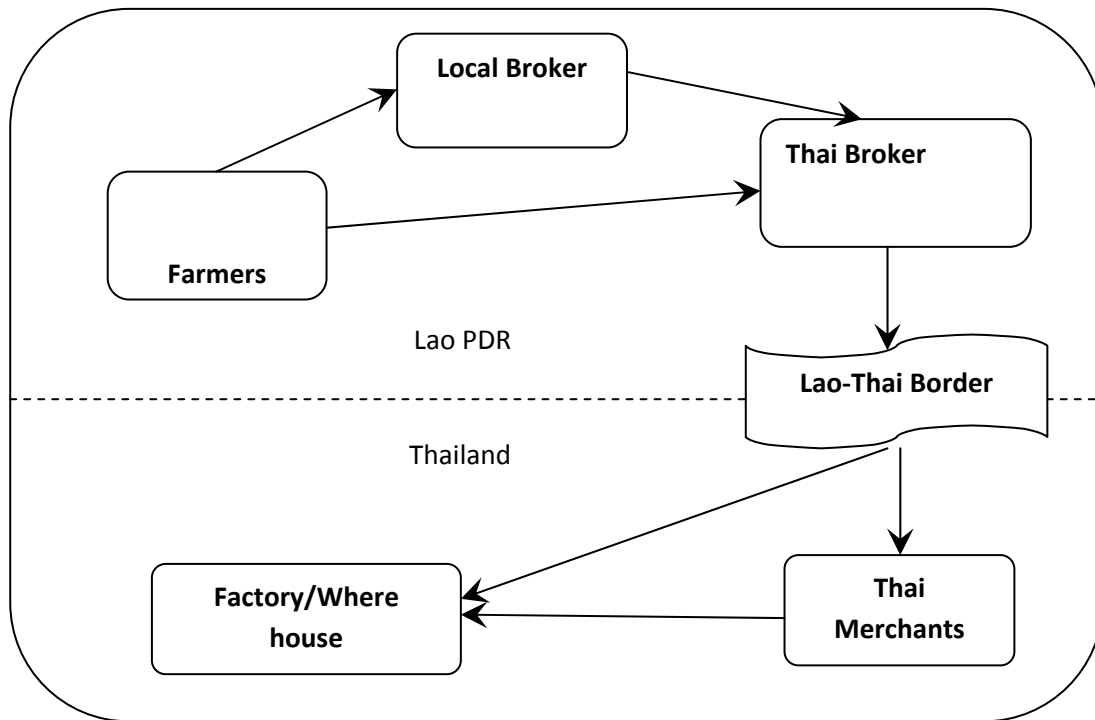 Local Broker
Thai Broker
Farmers
Lao PDR
Lao-Thai Border
Thailand
Factory/Where
house
Thai
Merchants